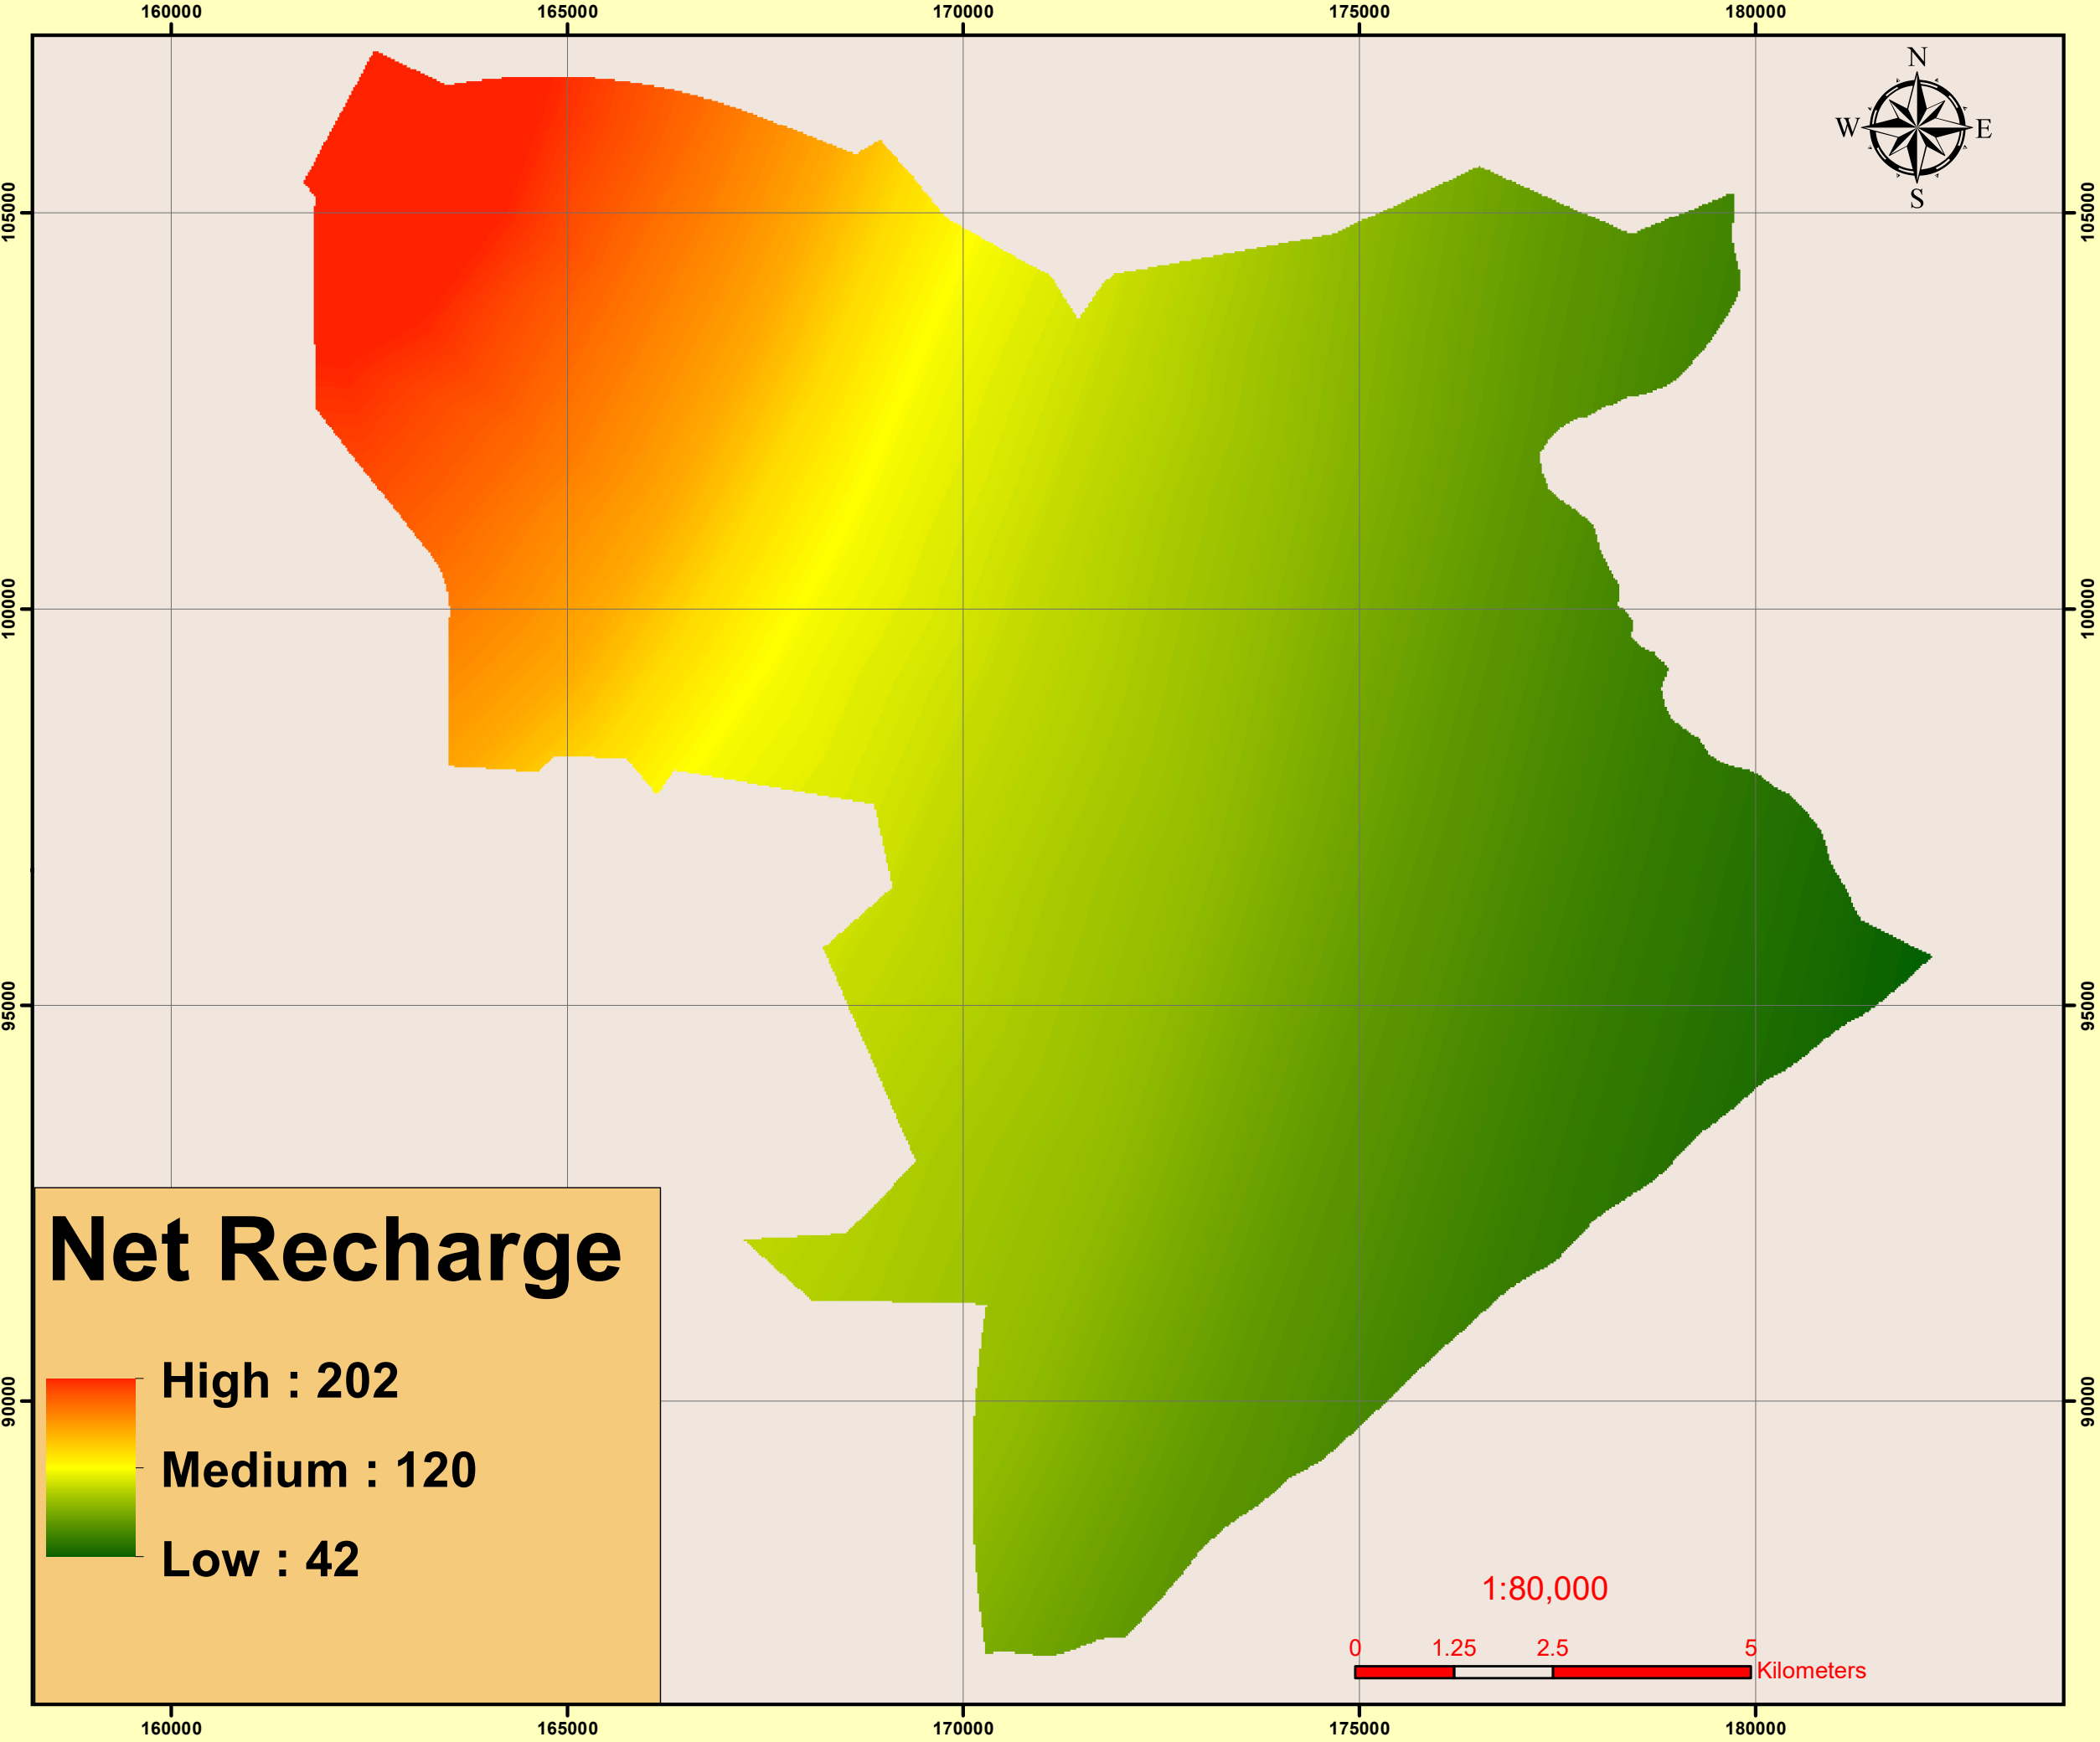 160000 165000 170000 175000 180000
N
W E
S
105000 105000
100000 100000
95000 95000
90000 90000
Net Recharge
High : 202
Medium : 120
Low : 42
1:80,000
0 1.25 2.5 5
Kilometers
160000 165000 170000 175000 180000